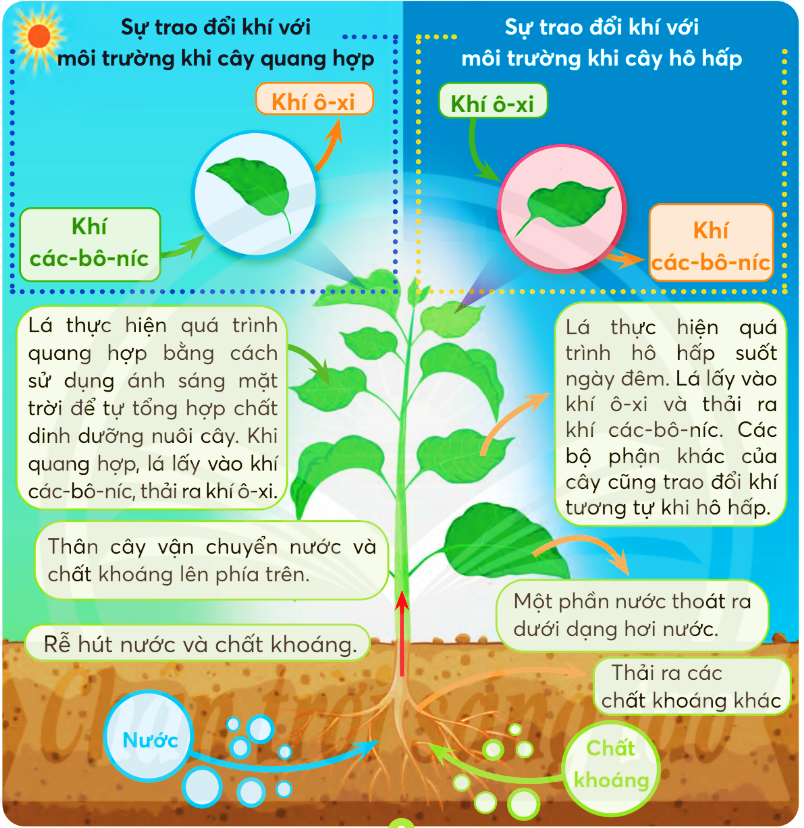 Sự trao đổi khí với
môi trường khi cây quang hợp
Sự trao đổi khí với
môi trường khi cây hô hấp
Khí ô-xi
Khí
các-bô-níc
Khí ô-xi
Khí
các-bô-níc
Lá thực hiện quá trình
quang hợp bằng cách
sử dụng ánh sáng mặt
trời để tự tổng hợp chất
dinh dưỡng nuôi cây. Khi
quang hợp, lá lấy vào khí
các-bô-níc, thải ra khí ô-xi.
Lá thực hiện quá
trình hô hấp suốt
ngày đêm. Lá lấy vào
khí ô-xi và thải ra
khí các-bô-níc. Các
bộ phận khác của
cây cũng trao đổi khí
tương tự khi hô hấp.
Thân cây vận chuyển nước và
chất khoáng lên phía trên.
Một phần nước thoát ra
dưới dạng hơi nước.
Rễ hút nước và chất khoáng.
Thải ra các
chất khoáng khác
Chân trời sáng tạo
Nước
Chất
khoáng